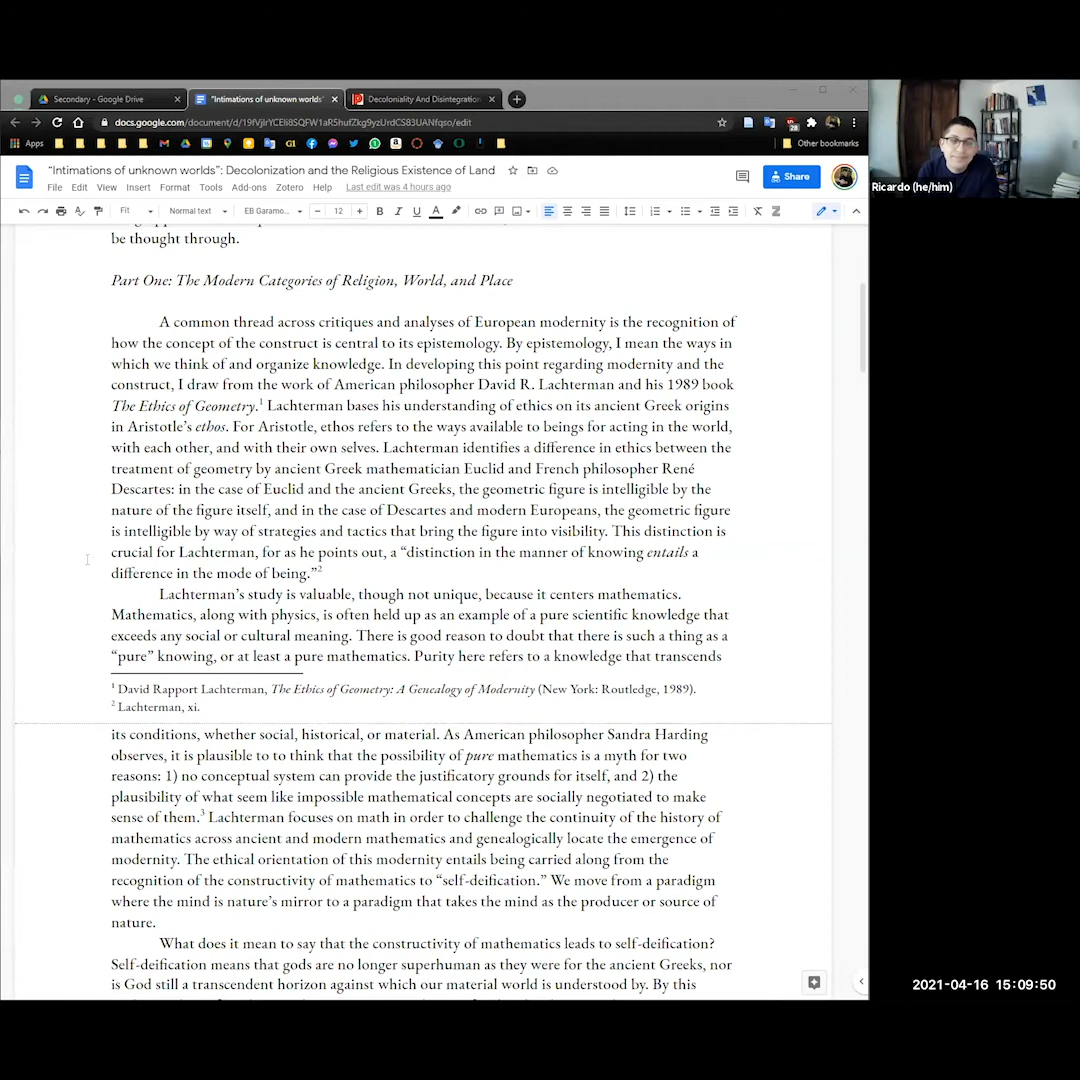 Secondary - Google Drive
"Intimations of unknown worlds"
Decoloniality And Disintegration
docs.google.com/document/d/
Apps
Other bookmarks
"Intimations of unknown worlds": Decolonization and the Religious Existence of Land
File Edit View Insert Format Tools Add-ons Zotero Help Last edit was 4 hours ago
Share
Fit Normal text EB Garamo... 12
be thought through.
Part One: The Modern Categories of Religion, World, and Place
A common thread across critiques and analyses of European modernity is the recognition of
how the concept of the construct is central to its epistemology. By epistemology, I mean the ways in
which we think of and organize knowledge. In developing this point regarding modernity and the
construct, I draw from the work of American philosopher David R. Lachterman and his 1989 book
The Ethics of Geometry.1 Lachterman bases his understanding of ethics on its ancient Greek origins
in Aristotle's ethos. For Aristotle, ethos refers to the ways available to beings for acting in the world,
with each other, and with their own selves. Lachterman identifies a difference in ethics between the
treatment of geometry by ancient Greek mathematician Euclid and French philosopher René
Descartes: in the case of Euclid and the ancient Greeks, the geometric figure is intelligible by the
nature of the figure itself, and in the case of Descartes and modern Europeans, the geometric figure
is intelligible by way of strategies and tactics that bring the figure into visibility. This distinction is
crucial for Lachterman, for as he points out, a “distinction in the manner of knowing entails a
difference in the mode of being.”2
Lachterman’s study is valuable, though not unique, because it centers mathematics.
Mathematics, along with physics, is often held up as an example of a pure scientific knowledge that
exceeds any social or cultural meaning. There is good reason to doubt that there is such a thing as a
“pure” knowing, or at least a pure mathematics. Purity here refers to a knowledge that transcends
1 David Rapport Lachterman, The Ethics of Geometry: A Genealogy of Modernity (New York: Routledge, 1989).
2 Lachterman, xi.
its conditions, whether social, historical, or material. As American philosopher Sandra Harding
observes, it is plausible to to think that the possibility of pure mathematics is a myth for two
reasons: 1) no conceptual system can provide the justificatory grounds for itself, and 2) the
plausibility of what seem like impossible mathematical concepts are socially negotiated to make
sense of them.3 Lachterman focuses on math in order to challenge the continuity of the history of
mathematics across ancient and modern mathematics and genealogically locate the emergence of
modernity. The ethical orientation of this modernity entails being carried along from the
recognition of the constructivity of mathematics to “self-deification.” We move from a paradigm
where the mind is nature’s mirror to a paradigm that takes the mind as the producer or source of
nature.
What does it mean to say that the constructivity of mathematics leads to self-deification?
Self-deification means that gods are no longer superhuman as they were for the ancient Greeks, nor
is God still a transcendent horizon against which our material world is understood by. By this
Ricardo (he/him)
2021-04-16 15:09:50